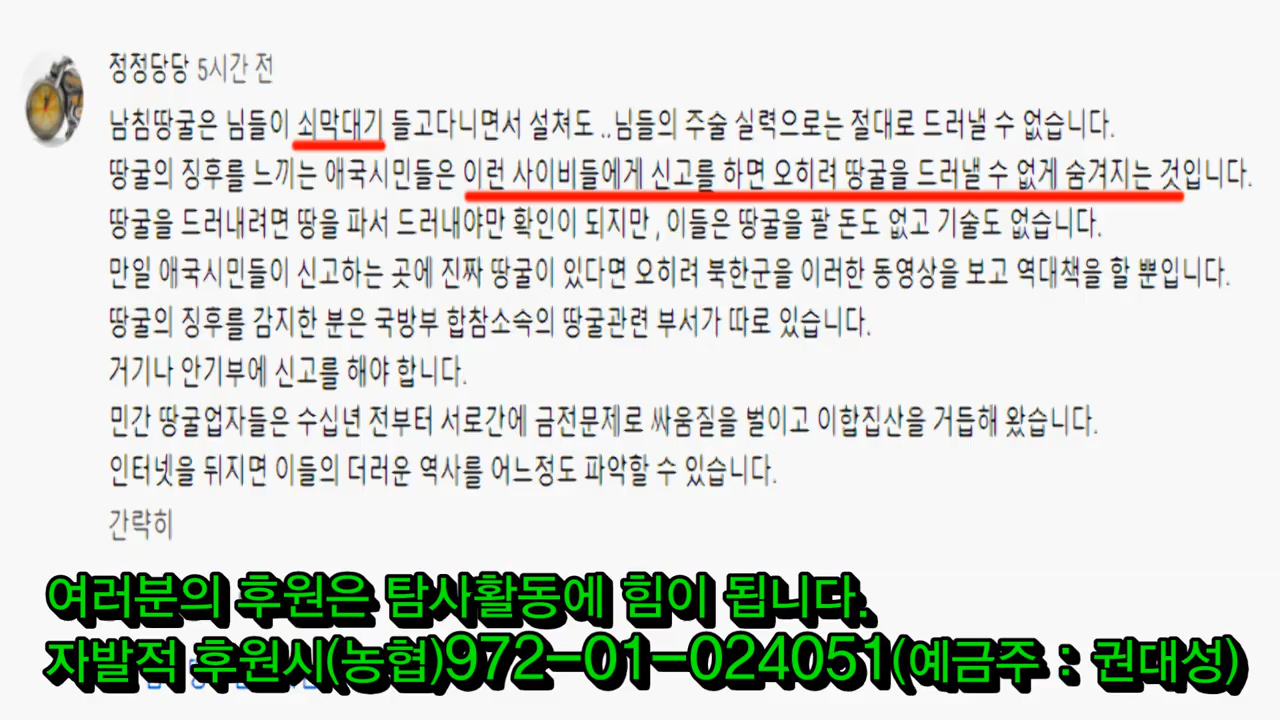 정정당당 5시간 전
남침땅굴은 님들이 쇠막대기 들고다니면서 설쳐도 ..님들의 주술 실력으로는 절대로 드러낼 수 없습니다.
땅굴의 징후를 느끼는 애국시민들은 이런 사이비들에게 신고를 하면 오히려 땅굴을 드러낼 수 없게 숨겨지는 것입니다.
땅굴을 드러내려면 땅을 파서 드러내야만 확인이 되지만 , 이들은 땅굴을 팔 돈도 없고 기술도 없습니다.
만일 애국시민들이 신고하는 곳에 진짜 땅굴이 있다면 오히려 북한군을 이러한 동영상을 보고 역대책을 할 뿐입니다.
땅굴의 징후를 감지한 분은 국방부 합참소속의 땅굴관련 부서가 따로 있습니다.
거기나 안기부에 신고를 해야 합니다.
민간 땅굴업자들은 수십년 전부터 서로간에 금전문제로 싸움질을 벌이고 이합집산을 거듭해 왔습니다.
인터넷을 뒤지면 이들의 더러운 역사를 어느정도 파악할 수 있습니다.
간략히
여러분의 후원은 탐사활동에 힘이 됩니다.
자발적 후원시(농협)972-01-024051(예금주 : 권대성)